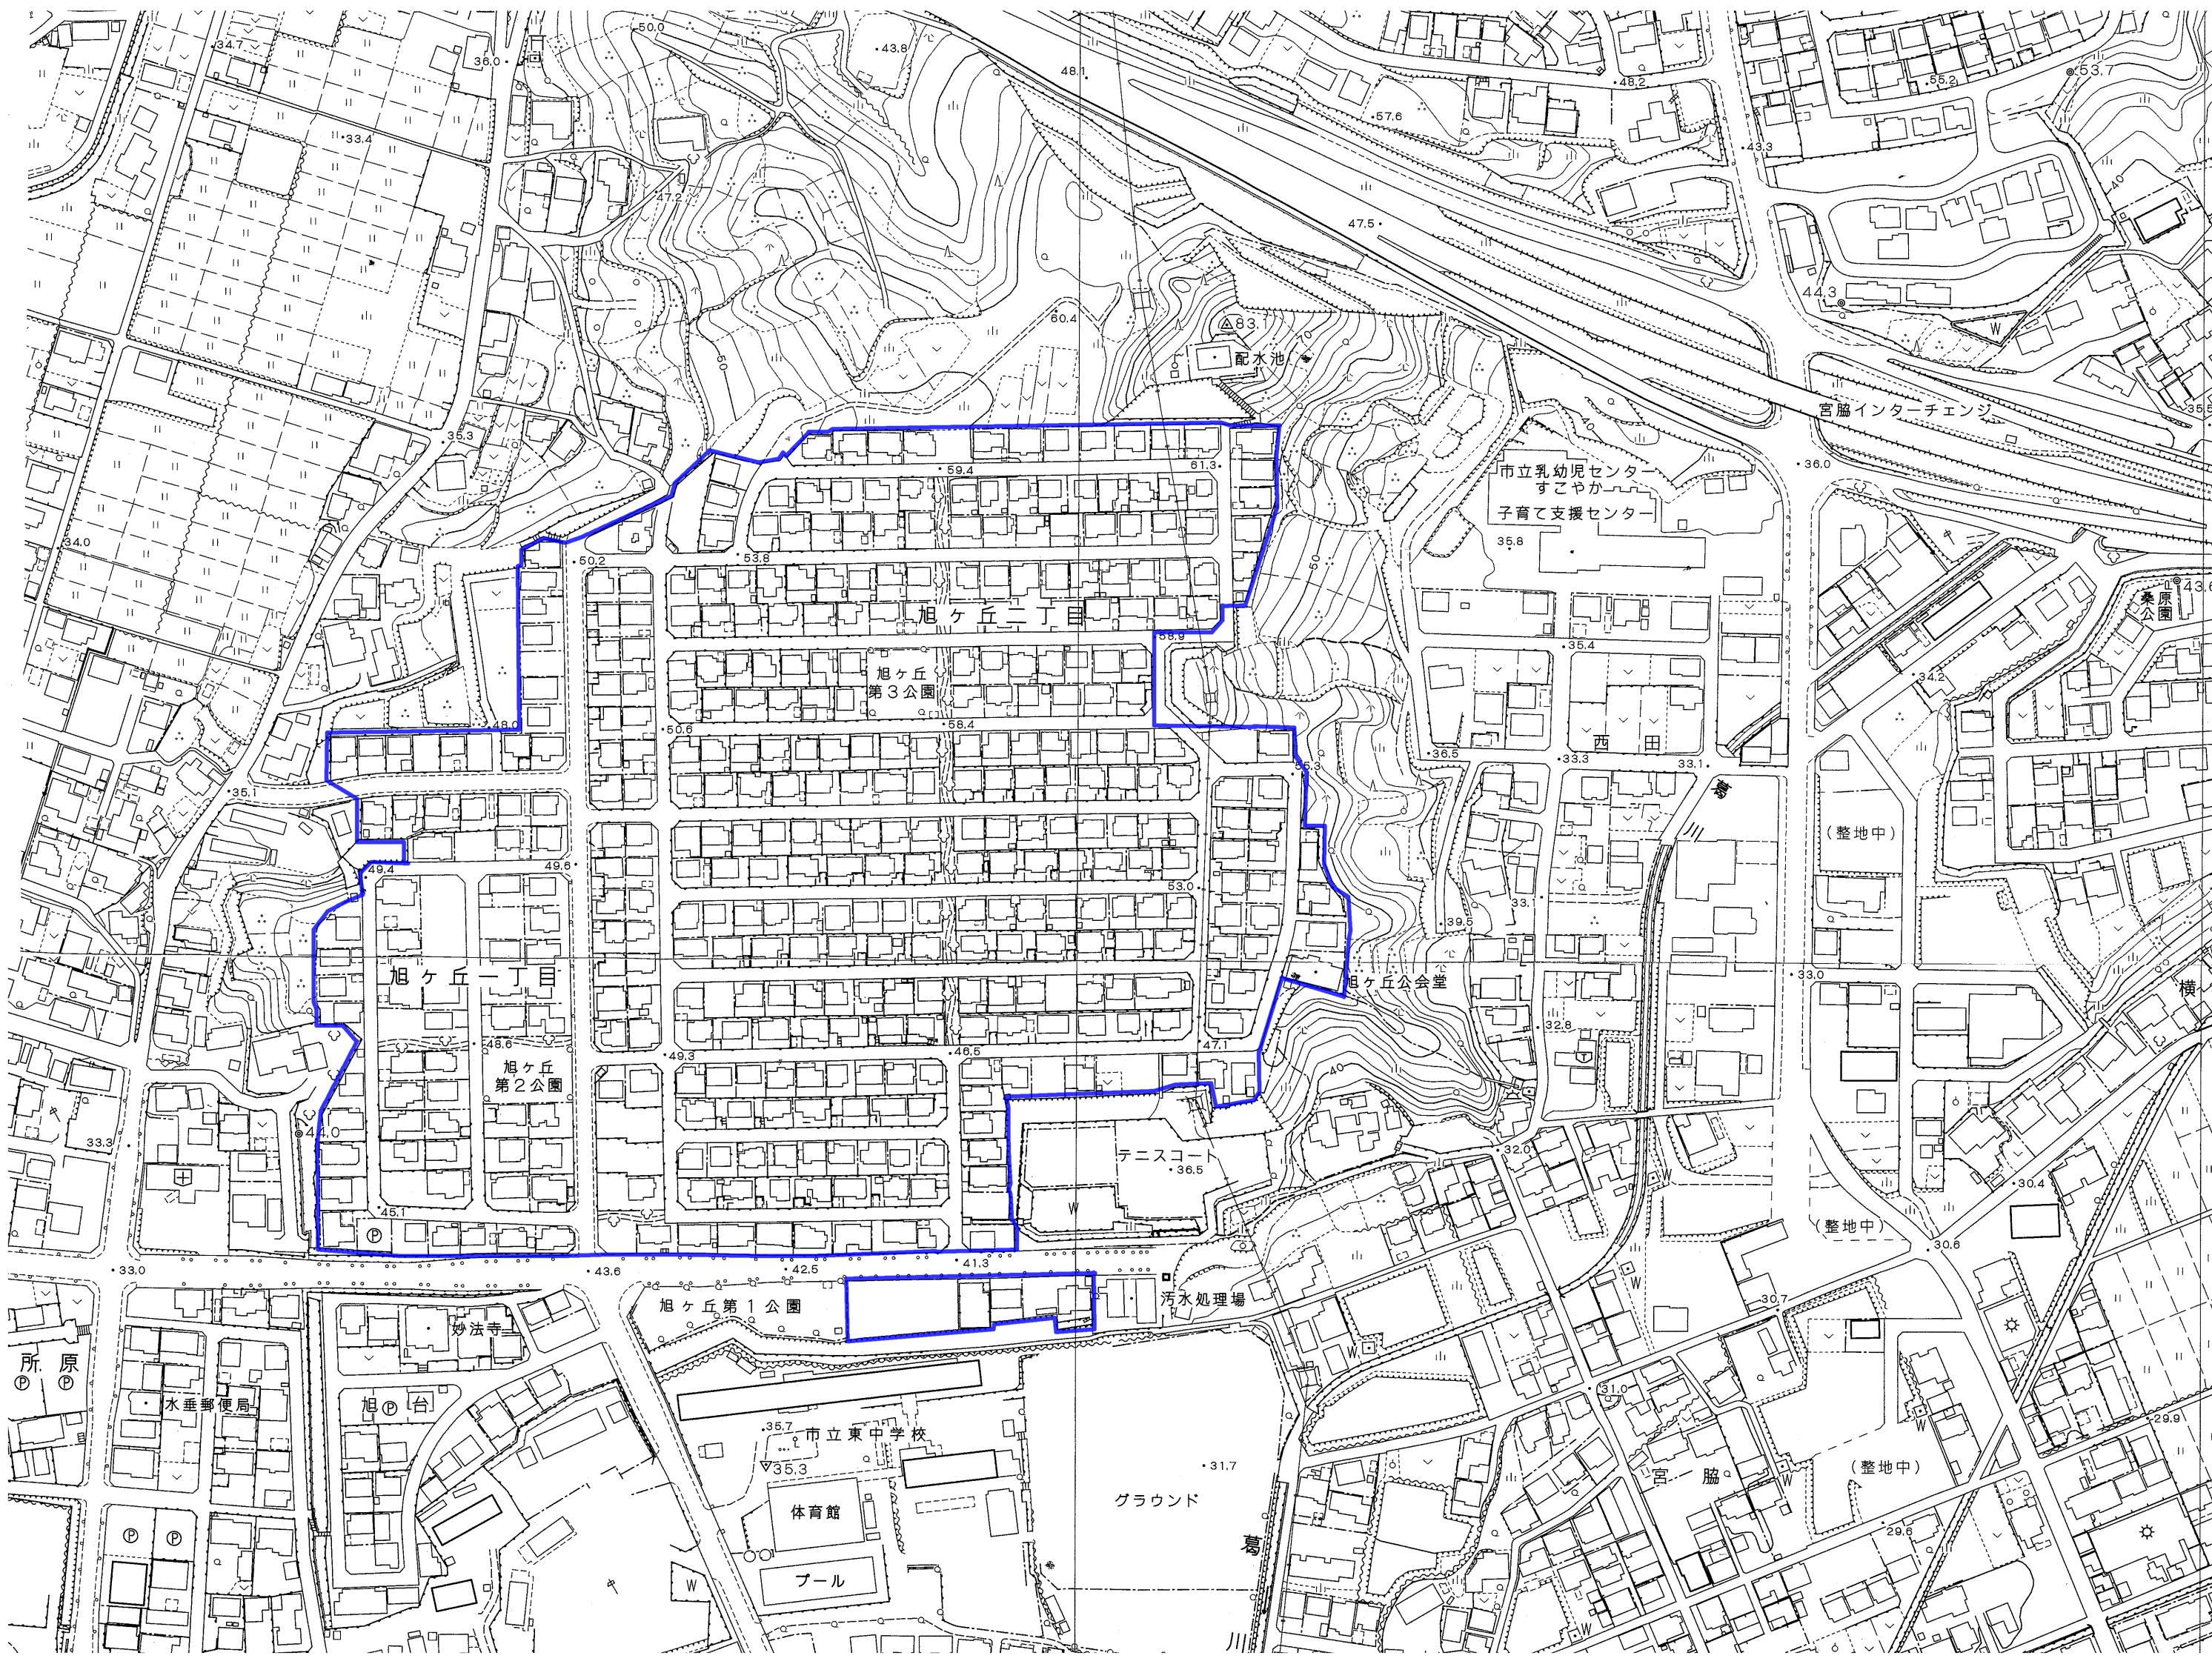 50.0
34.7
43.8
36.0
48.1
53.7
55.2
48.2
57.6
33.4
43.3
47.2
47.5
44.3
W
60.4
83.1
70
配水池
50
40
宮脇インターチェンジ
35.3
59.4
61.3
市立乳幼児センター
すこやか
子育て支援センター
36.0
34.0
50.2
53.8
35.8
旭ヶ丘二丁目
桑原
公園
58.9
35.4
34.2
旭ヶ丘
第3公園
48.0
50.6
58.4
西田
36.5
33.3
33.1
55.3
35.1
葛
川
(整地中)
49.4
49.6
53.0
33.1
39.5
旭ヶ丘一丁目
旭ヶ丘公会堂
33.0
横
32.8
48.6
49.3
46.5
47.1
旭ヶ丘
第2公園
40
44.0
33.3
テニスコート
36.5
32.0
W
30.4
W
45.1
P
(整地中)
30.6
33.0
43.6
42.5
41.3
W
旭ヶ丘第1公園
汚水処理場
30.7
妙法寺
W
所原
P
P
水垂郵便局
旭台
P
31.0
W
29.9
35.7
市立東中学校
35.3
31.7
グラウンド
宮脇
W
(整地中)
体育館
P
P
葛
29.6
プール
W
W
川